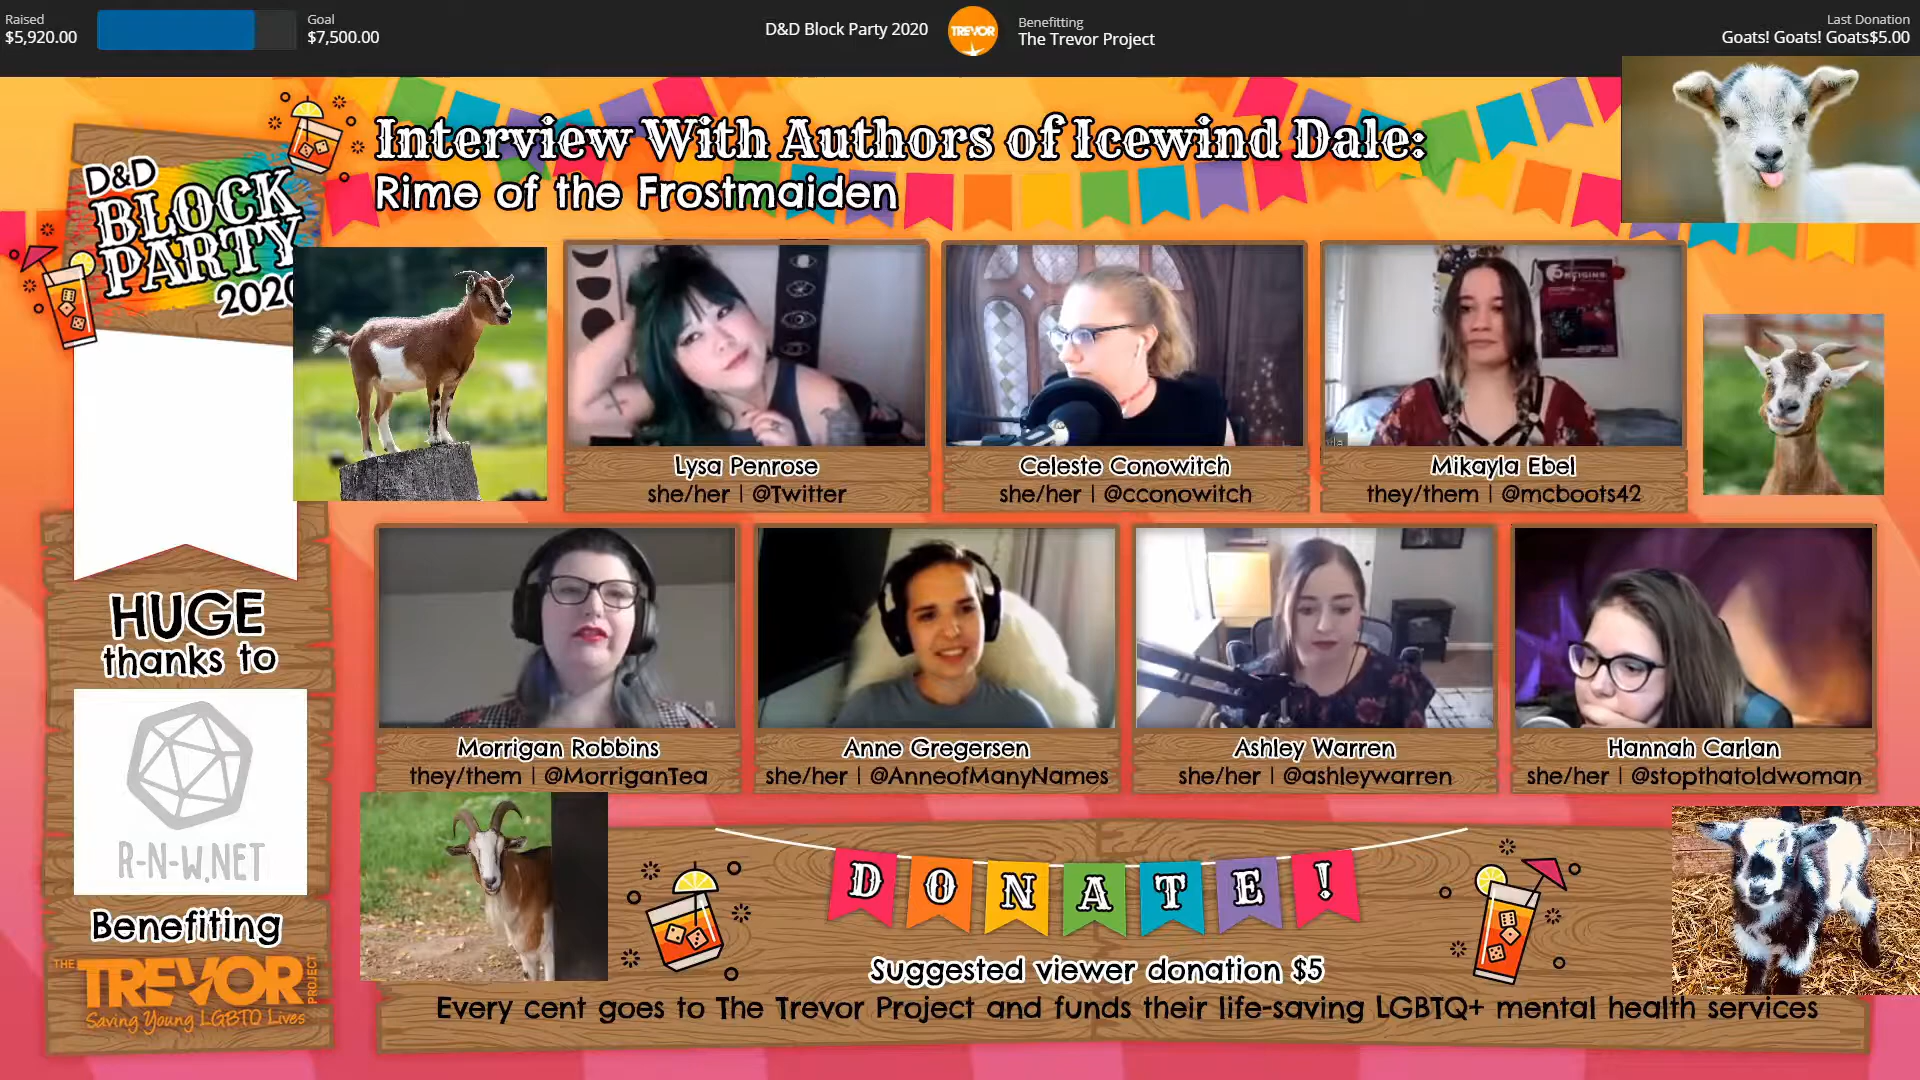 Raised
$5,920.00
Goal
$7,500.00
D&D Block Party 2020
TREVOR
Benefitting
The Trevor Project
Last Donation
Goats! Goats! Goats$5.00
D&D
BLOCK
PARTY
2020
Interview With Authors of Icewind Dale:
Rime of the Frostmaiden
Lysa Penrose
she/her | @Twitter
Celeste Conowitch
she/her | @cconowitch
ORIGINS
Mikayla Ebel
they/them | @mcboots42
Morrigan Robbins
they/them | @MorriganTea
Anne Gregersen
she/her | @AnneofManyNames
Ashley Warren
she/her | @ashleywarren
Hannah Carlan
she/her | @stopthatoldwoman
HUGE
thanks to
R-N-W.NET
Benefiting
THE
TREVOR
PROJECT
Saving Young LGBTQ Lives
DONATE!
Suggested viewer donation $5
Every cent goes to The Trevor Project and funds their life-saving LGBTQ+ mental health services